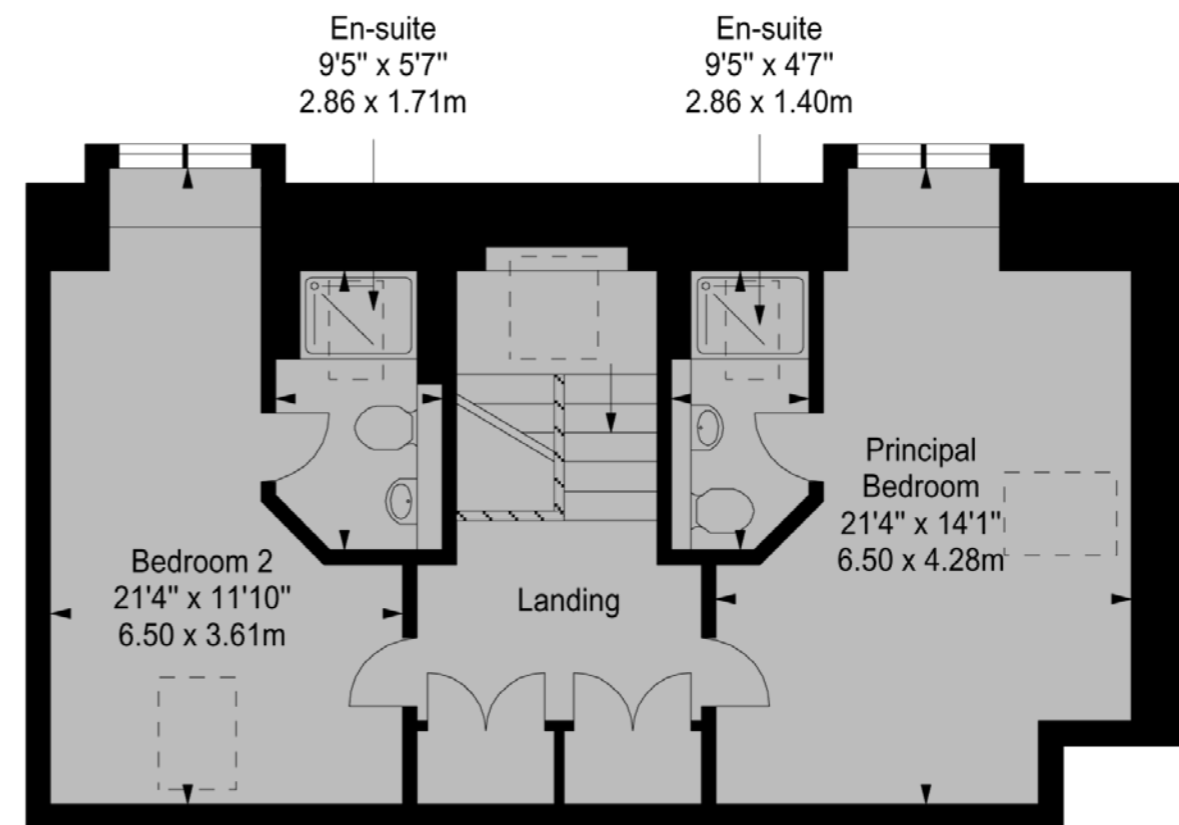 En-suite
9'5" x 5'7"
2.86 x 1.71m
En-suite
9'5" x 4'7"
2.86 x 1.40m
Principal
Bedroom
21'4" x 14'1"
6.50 x 4.28m
Bedroom 2
21'4" x 11'10"
6.50 x 3.61m
Landing